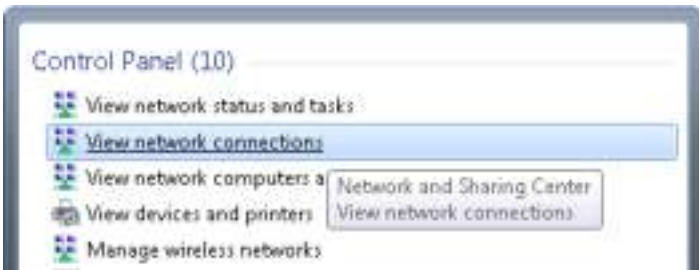 Control Panel (10)
View network status and tasks
View network connections
View network computers a
Network and Sharing Center
View network connections
View devices and printers
Manage wireless networks